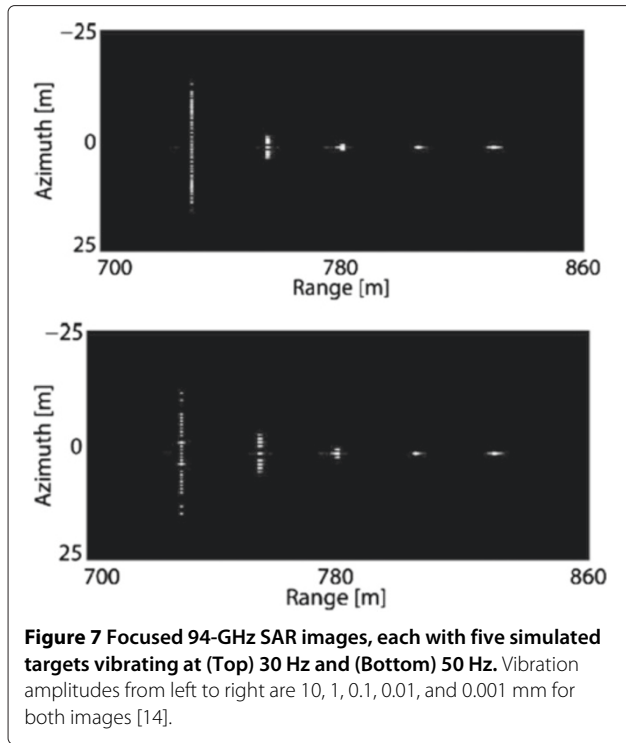 −25
Azimuth [m]
0
25
700
780
860
Range [m]
−25
Azimuth [m]
0
25
700
780
860
Range [m]
Figure 7 Focused 94-GHz SAR images, each with five simulated
targets vibrating at (Top) 30 Hz and (Bottom) 50 Hz. Vibration
amplitudes from left to right are 10, 1, 0.1, 0.01, and 0.001 mm for
both images [14].